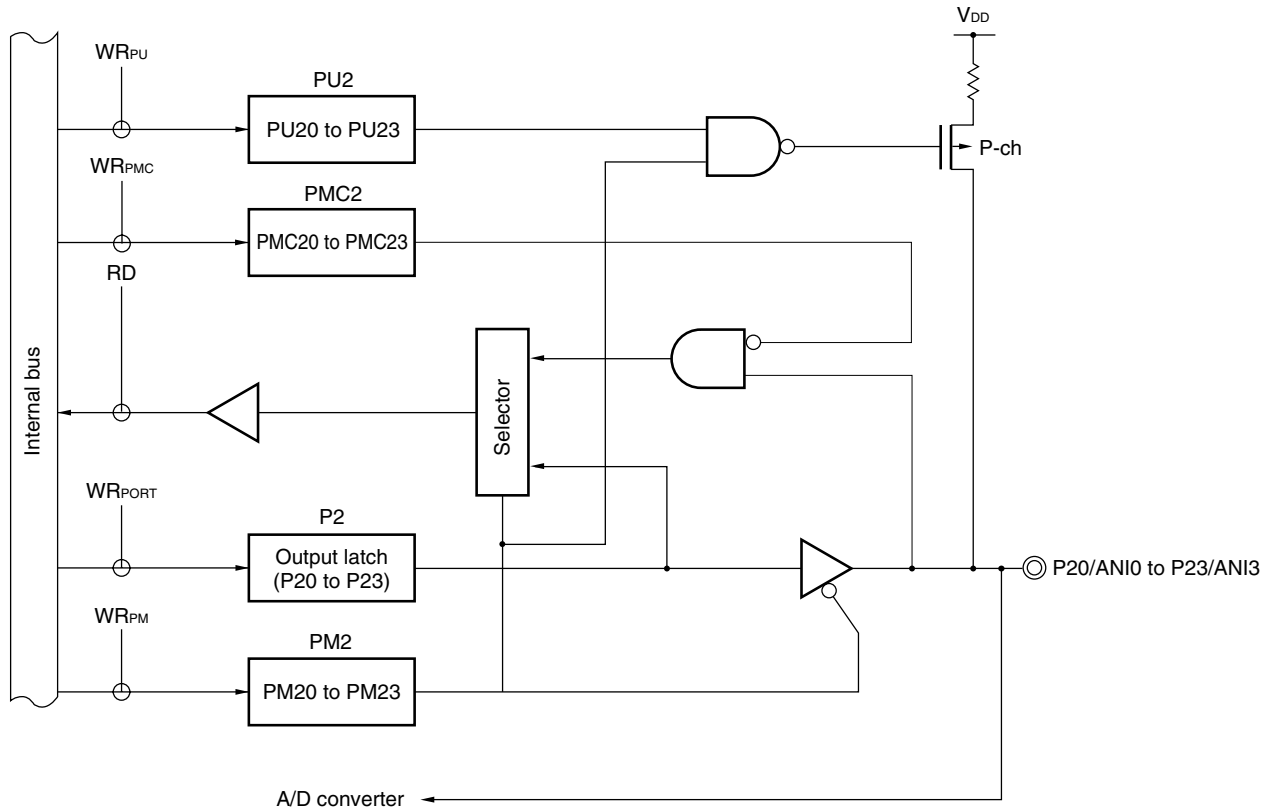 VDD
WRPU
PU2
PU20 to PU23
P-ch
WRPMC
PMC2
PMC20 to PMC23
RD
Internal bus
Selector
WRPORT
P2
Output latch
(P20 to P23)
P20/ANI0 to P23/ANI3
WRPM
PM2
PM20 to PM23
A/D converter